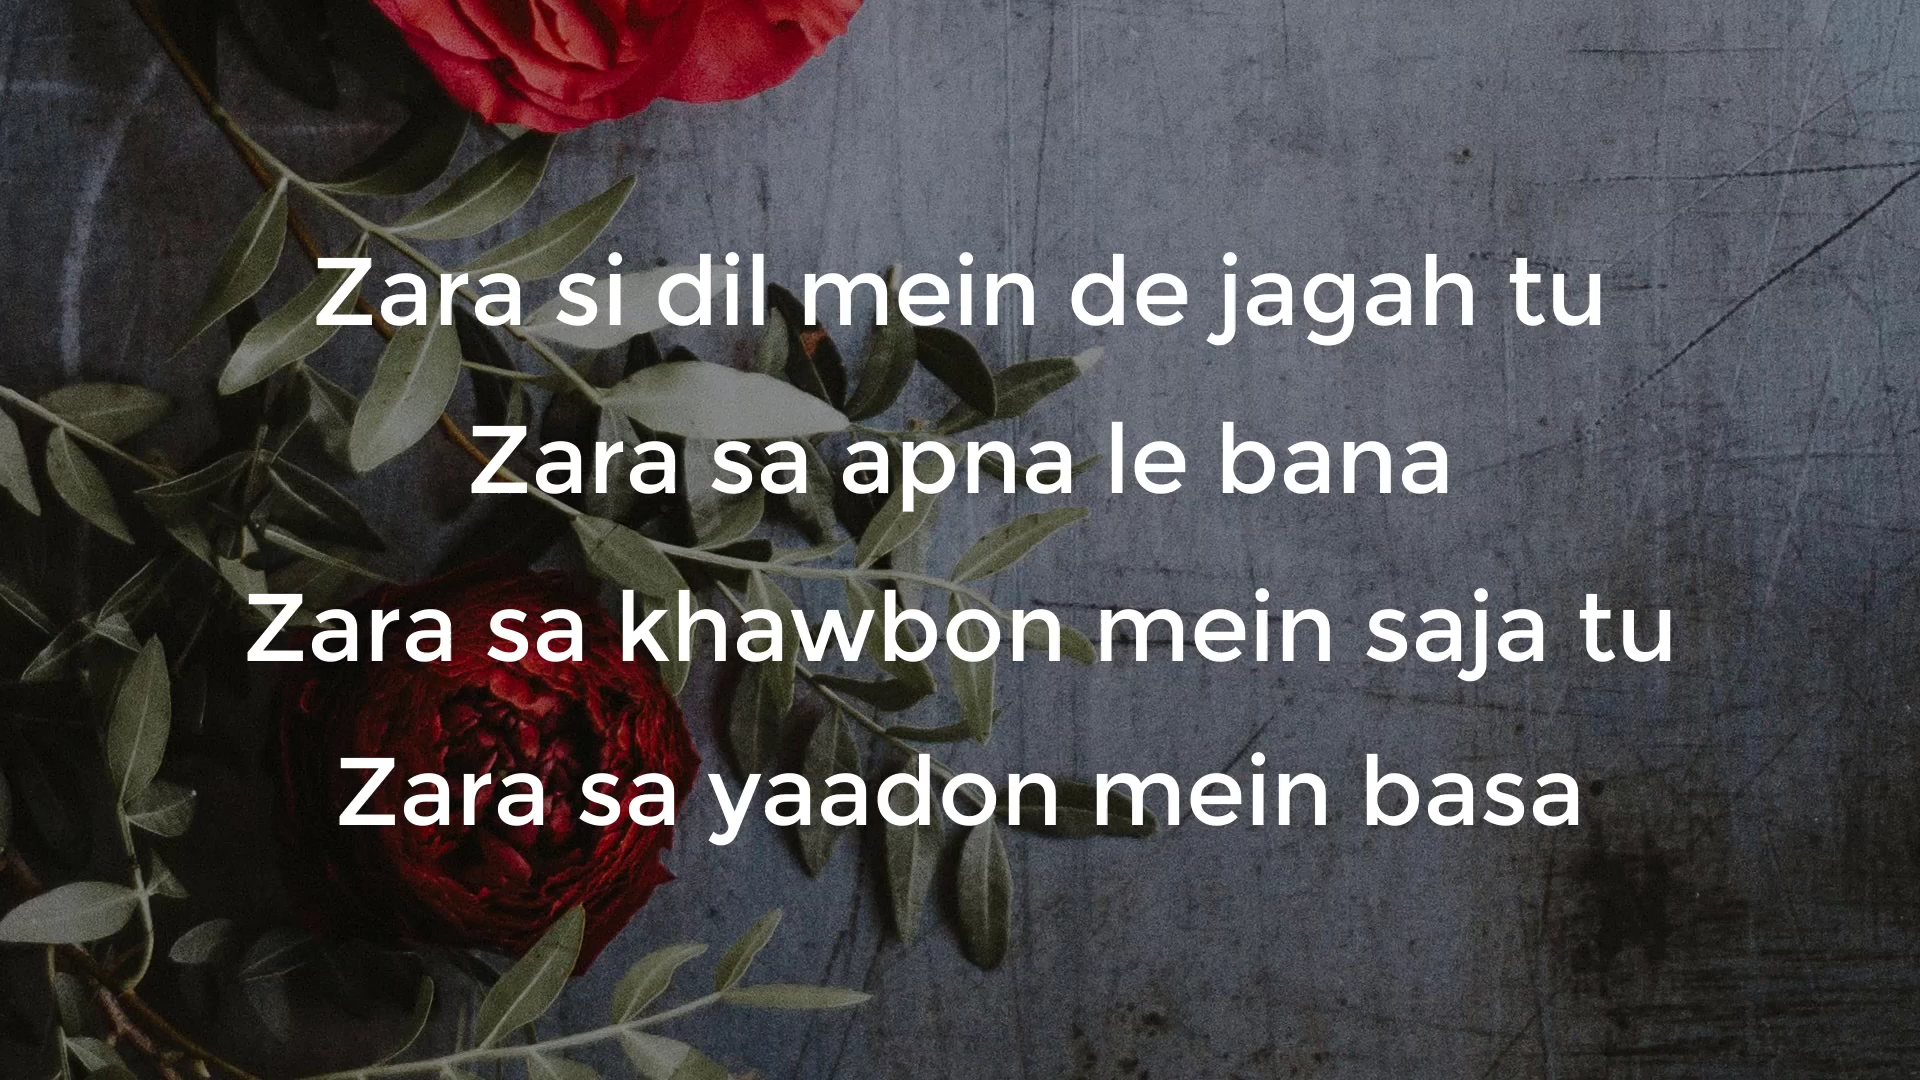 Zara si dil mein de jagah tu
Zara sa apna le bana
Zara sa khawbon mein saja tu
Zara sa yaadon mein basa